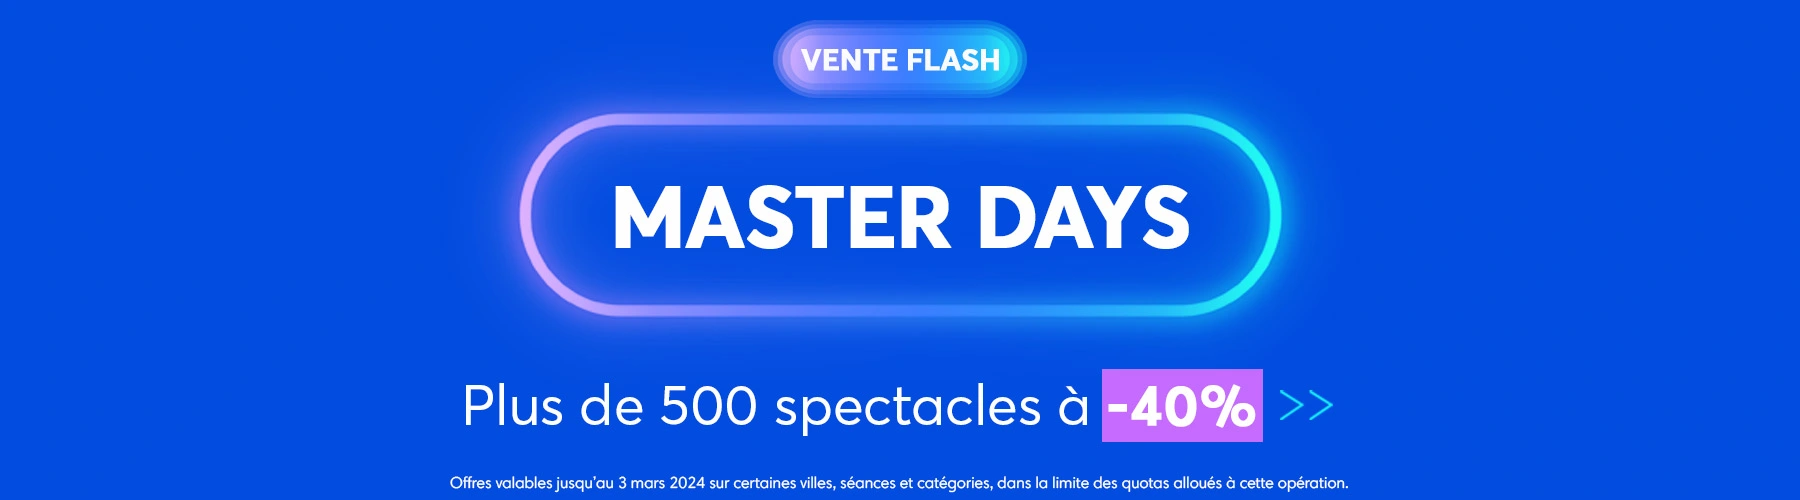 VENTE FLASH
MASTER DAYS
Plus de 500 spectacles à -40% >>
Offres valables jusqu'au 3 mars 2024 sur certaines villes, séances et catégories, dans la limite des quotas alloués à cette opération.